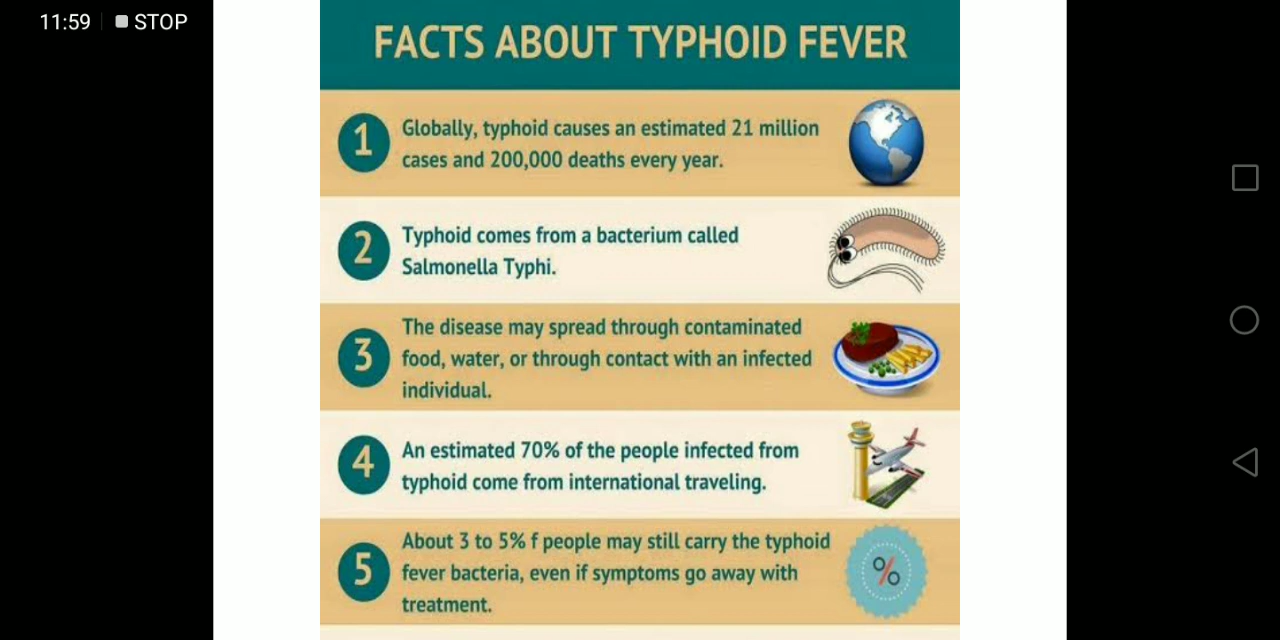 11:59 STOP
FACTS ABOUT TYPHOID FEVER
1
Globally, typhoid causes an estimated 21 million
cases and 200,000 deaths every year.
2
Typhoid comes from a bacterium called
Salmonella Typhi.
3
The disease may spread through contaminated
food, water, or through contact with an infected
individual.
4
An estimated 70% of the people infected from
typhoid come from international traveling.
5
About 3 to 5% f people may still carry the typhoid
fever bacteria, even if symptoms go away with
treatment.
%